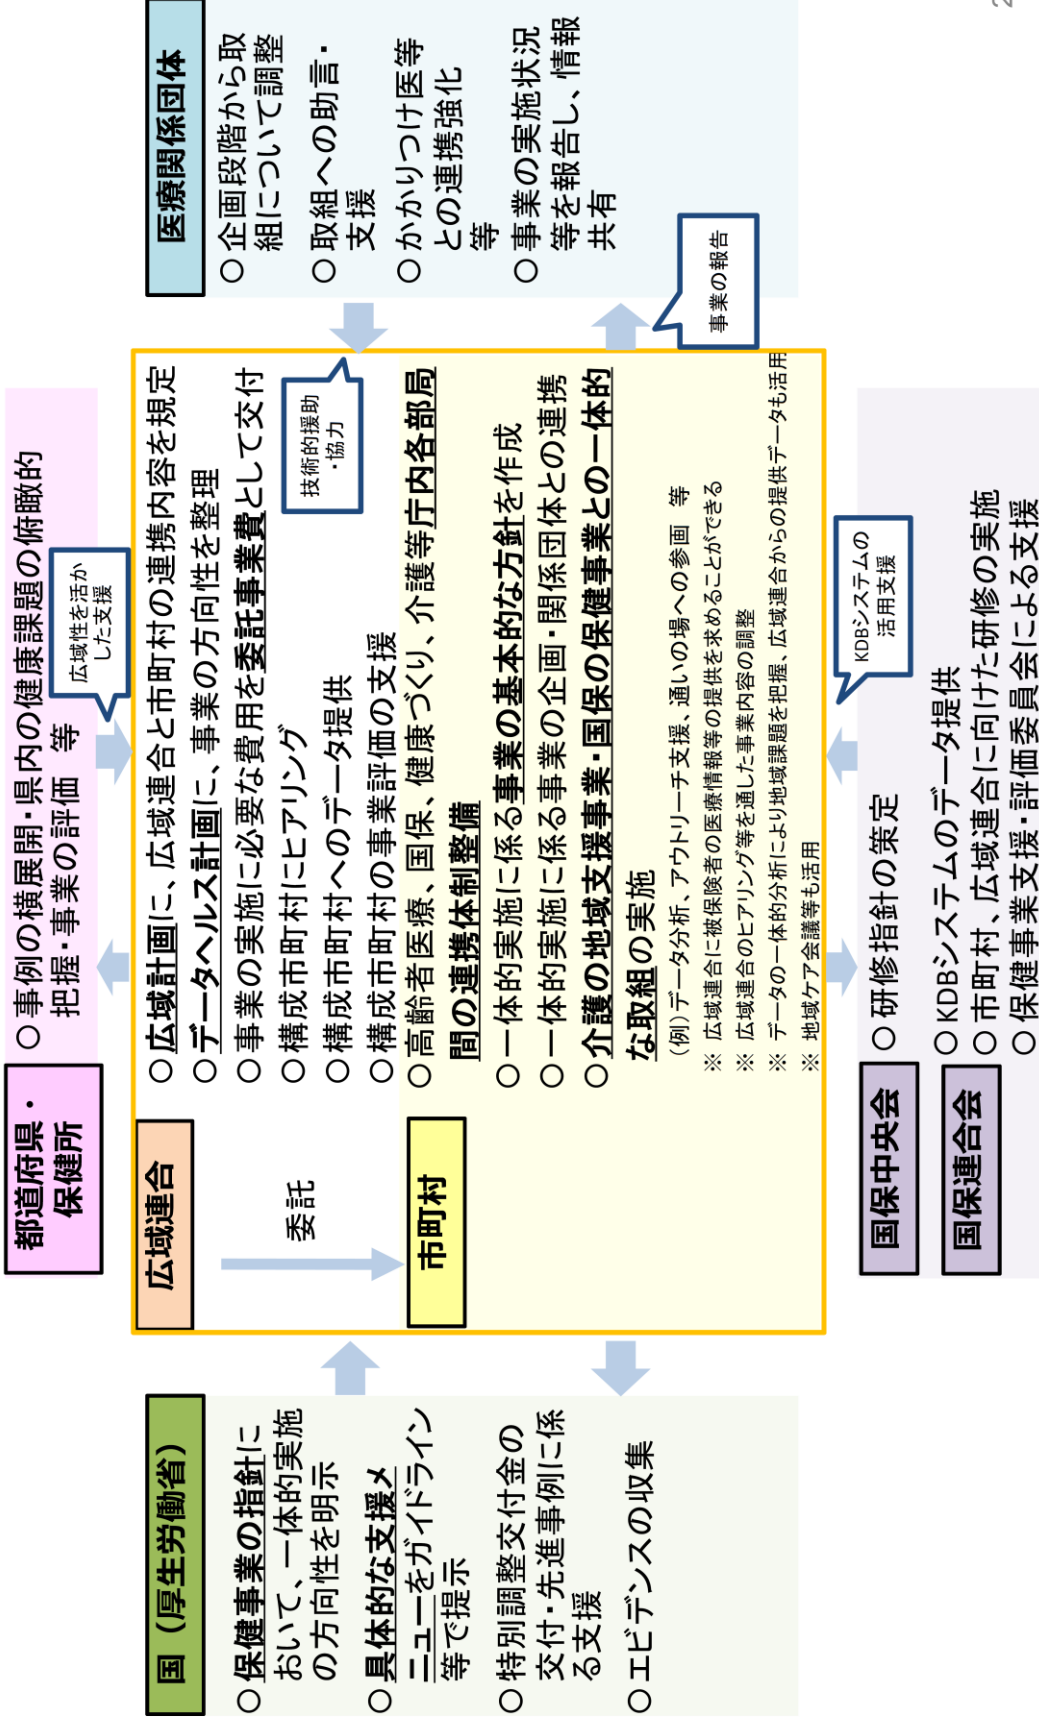 都道府県・
保健所
○事例の横展開・県内の健康課題の俯瞰的
把握・事業の評価 等
広域性を活か
した支援
国（厚生労働省）
○保健事業の指針に
おいて、一体的実施
の方向性を明示
○具体的な支援メ
ニューをガイドライン
等で提示
○特別調整交付金の
交付・先進事例に係
る支援
○エビデンスの収集
広域連合
○広域計画に、広域連合と市町村の連携内容を規定
○データヘルス計画に、事業の方向性を整理
○事業の実施に必要な費用を委託事業費として交付
○構成市町村にヒアリング
○構成市町村へのデータ提供
○構成市町村の事業評価の支援
委託
市町村
○高齢者医療、国保、健康づくり、介護等庁内各部局
間の連携体制整備
○一体的実施に係る事業の基本的な方針を作成
○一体的実施に係る事業の企画・関係団体との連携
○介護の地域支援事業・国保の保健事業との一体的
な取組の実施
（例）データ分析、アウトリーチ支援、通いの場への参画 等
※ 広域連合に被保険者の医療情報等の提供を求めることができる
※ 広域連合のヒアリング等を通した事業内容の調整
※ データの一体的分析により地域課題を把握、広域連合からの提供データも活用
※ 地域ケア会議等も活用
技術的援助
・協力
医療関係団体
○企画段階から取
組について調整
○取組への助言・
支援
○かかりつけ医等
との連携強化
等
○事業の実施状況
等を報告し、情報
共有
事業の報告
KDBシステムの
活用支援
国保中央会
○研修指針の策定
国保連合会
○KDBシステムのデータ提供
○市町村、広域連合に向けた研修の実施
○保健事業支援・評価委員会による支援
2